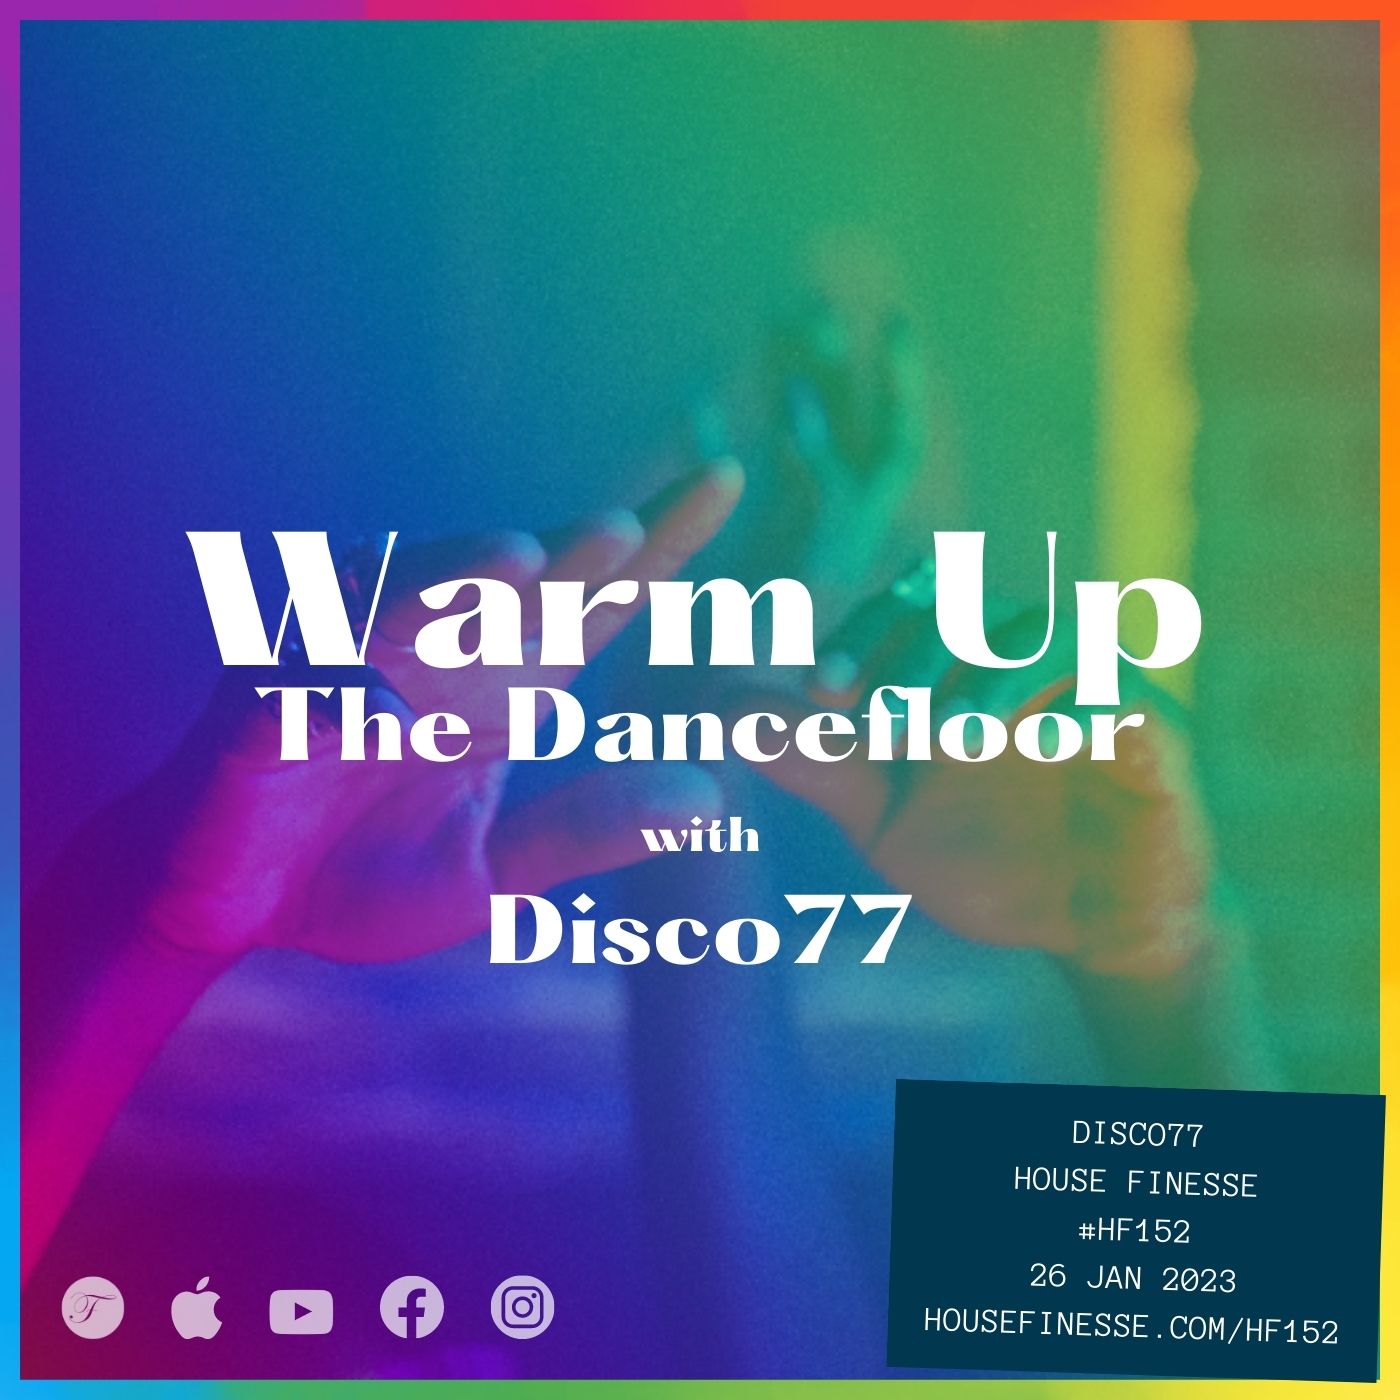 Warm Up
The Dancefloor
with
Disco77
DISCO77
HOUSE FINESSE
#HF152
26 JAN 2023
HOUSEFINESSE.COM/HF152
F